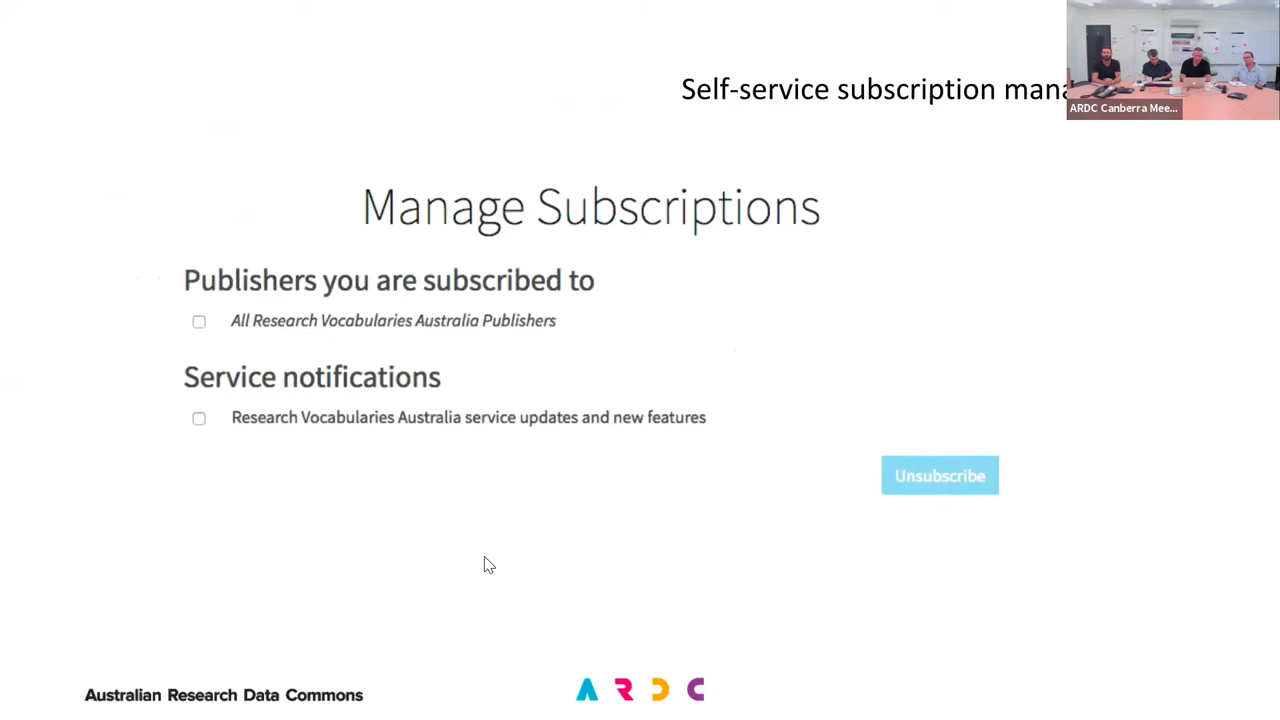 Self-service subscription mana
ARDC Canberra Mee...
Manage Subscriptions
Publishers you are subscribed to
All Research Vocabularies Australia Publishers
Service notifications
Research Vocabularies Australia service updates and new features
Unsubscribe
Australian Research Data Commons
ARDC